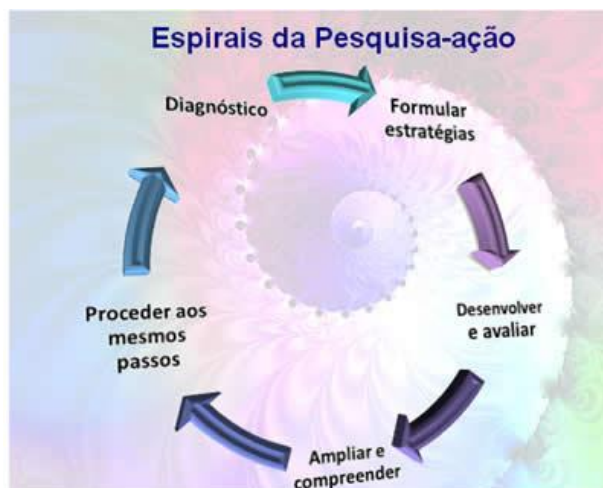 Espirais da Pesquisa-ação
Diagnóstico
Formular
estratégias
Desenvolver
e avaliar
Ampliar e
compreender
Proceder aos
mesmos
passos